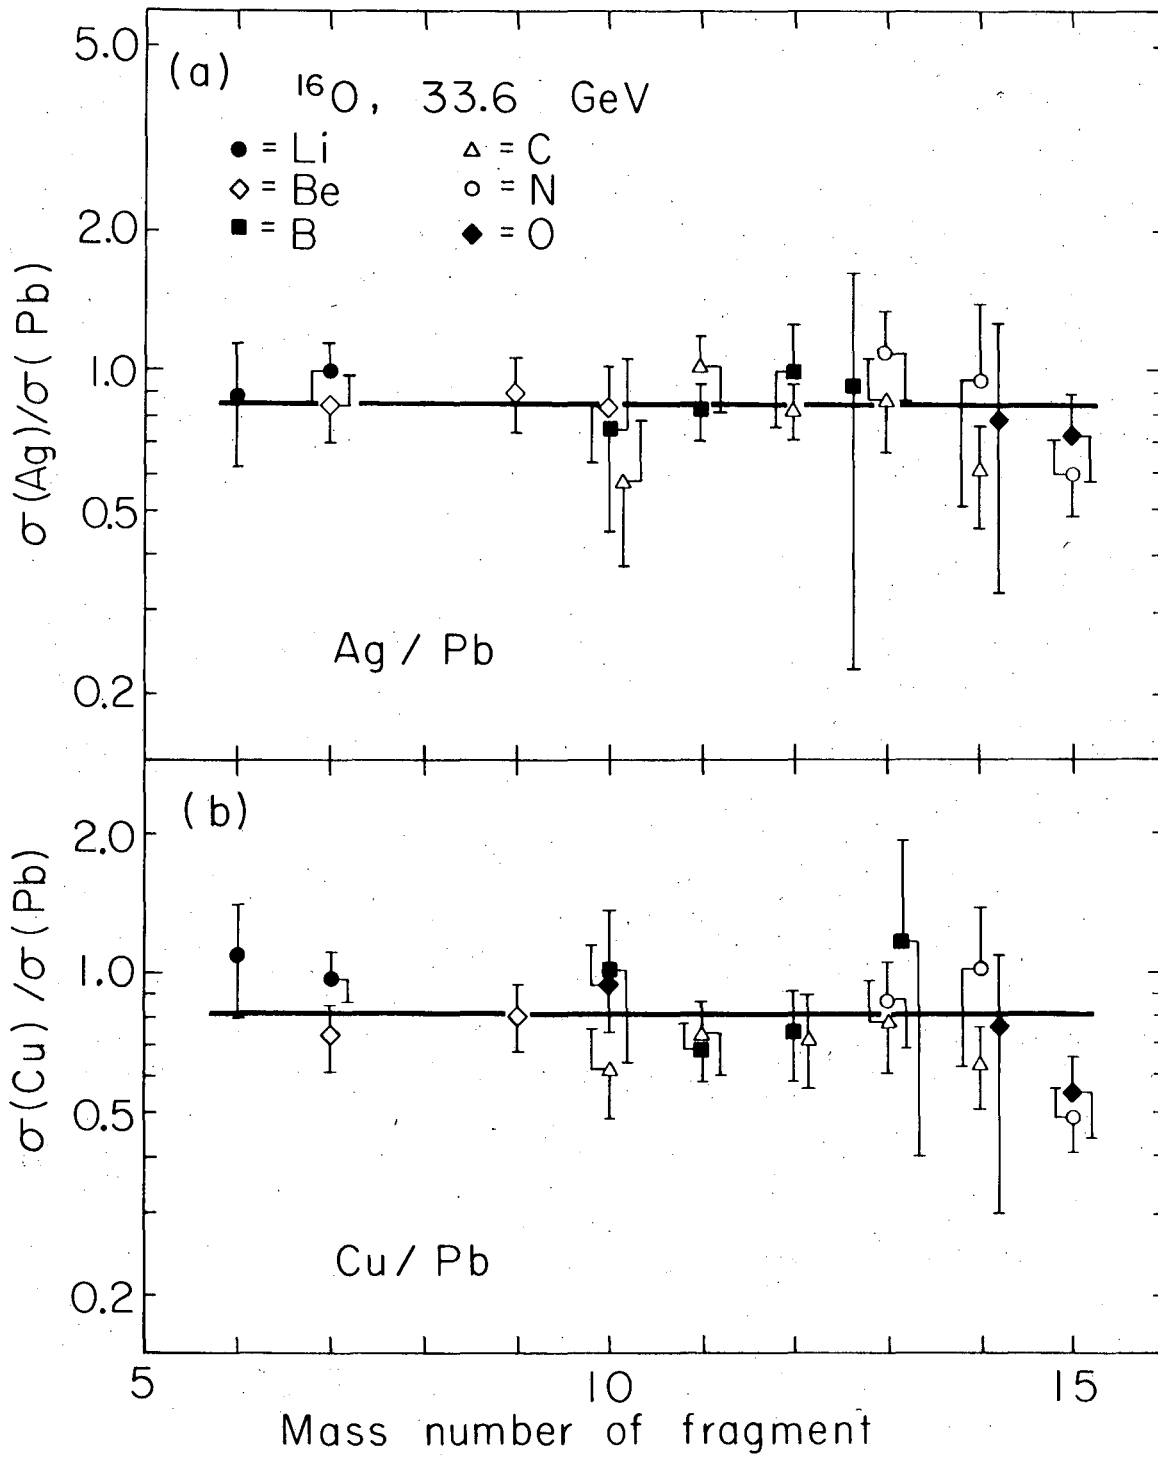 5.0
(a)
¹⁶O, 33.6 GeV
= Li
= C
= Be
= N
= B
= O
2.0
1.0
0.5
0.2
σ(Ag)/σ(Pb)
Ag / Pb
(b)
2.0
1.0
0.5
0.2
σ(Cu)/σ(Pb)
Cu / Pb
5 10 15
Mass number of fragment